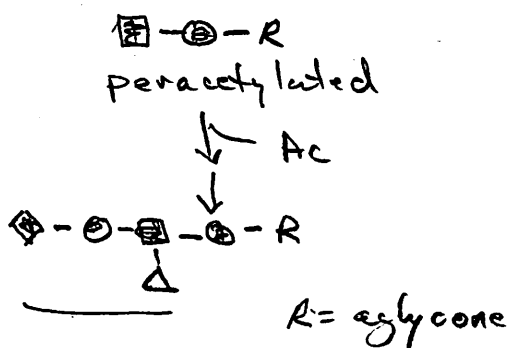 - R
peracetylated
Ac
- R
R = aglycone